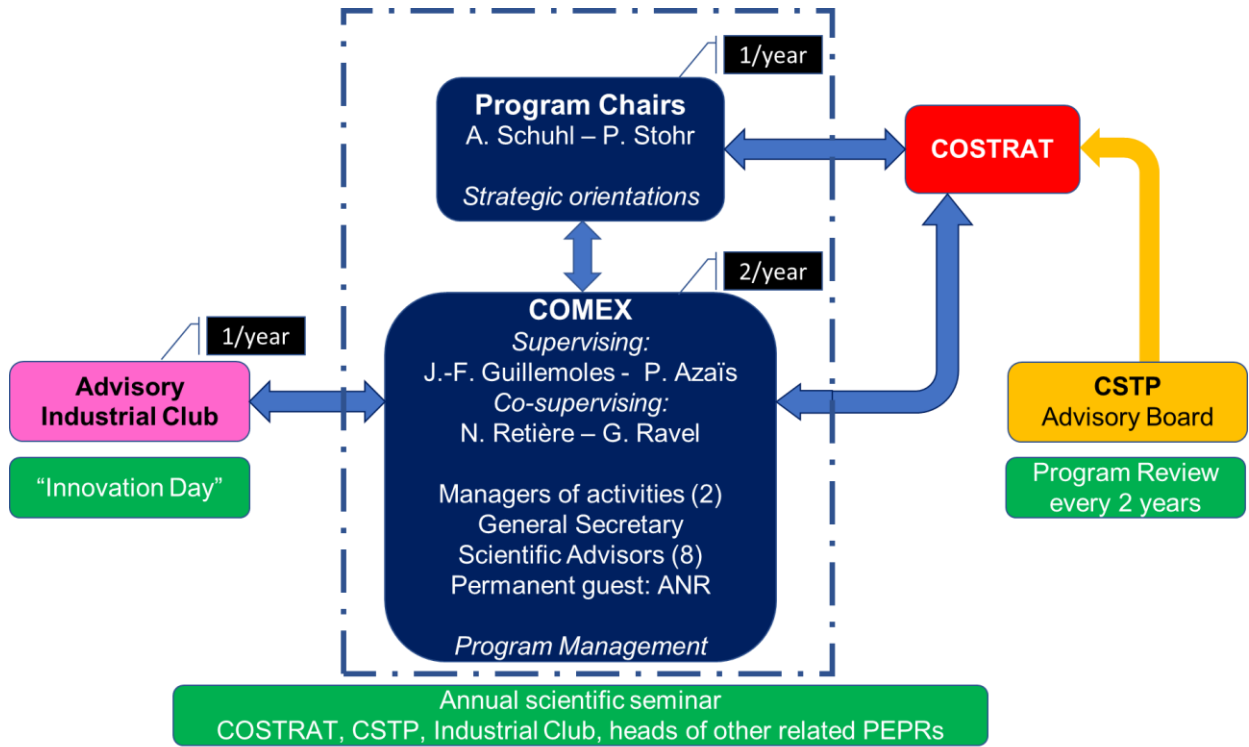 1/year
Program Chairs
A. Schuhl – P. Stohr
Strategic orientations
COSTRAT
2/year
COMEX
Supervising:
J.-F. Guillemoles - P. Azaïs
Co-supervising:
N. Retière – G. Ravel
Managers of activities (2)
General Secretary
Scientific Advisors (8)
Permanent guest: ANR
Program Management
1/year
Advisory
Industrial Club
“Innovation Day”
CSTP
Advisory Board
Program Review
every 2 years
Annual scientific seminar
COSTRAT, CSTP, Industrial Club, heads of other related PEPRs